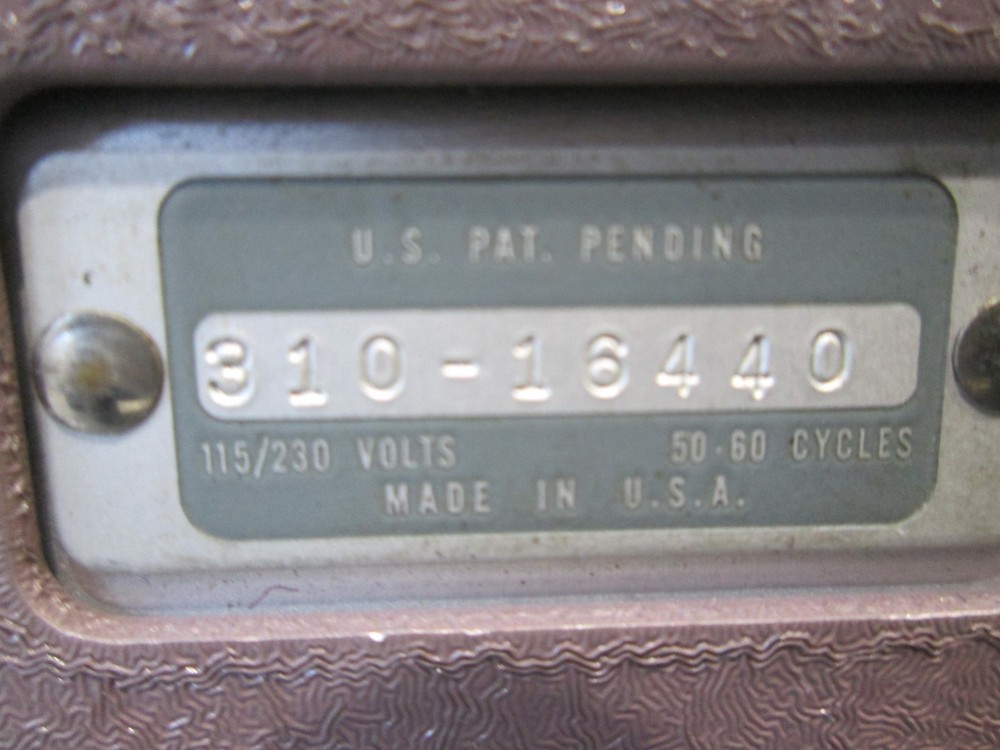 U.S. PAT. PENDING
310-16440
115/230 VOLTS 50-60 CYCLES
MADE IN U.S.A.